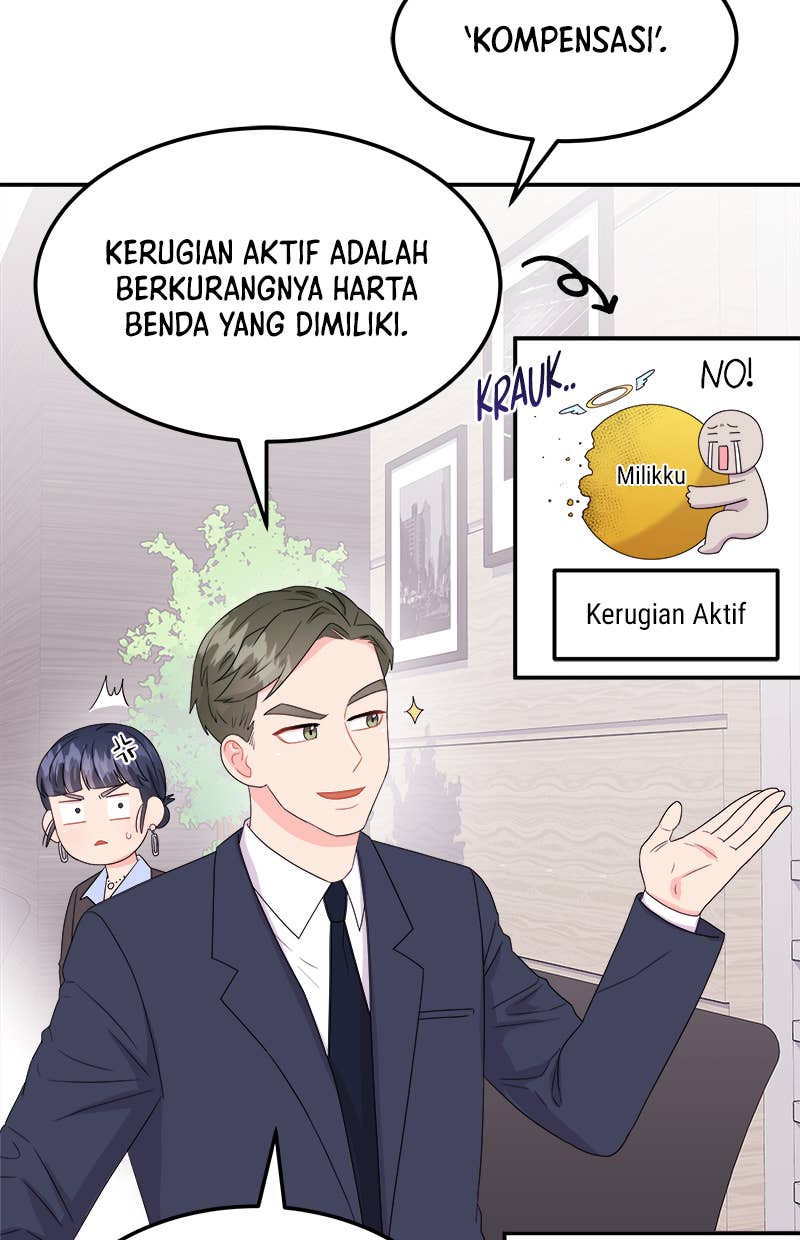 'KOMPENSASI'.
KERUGIAN AKTIF ADALAH
BERKURANGNYA HARTA
BENDA YANG DIMILIKI.
KRAUK..
NO!
Milikku
Kerugian Aktif